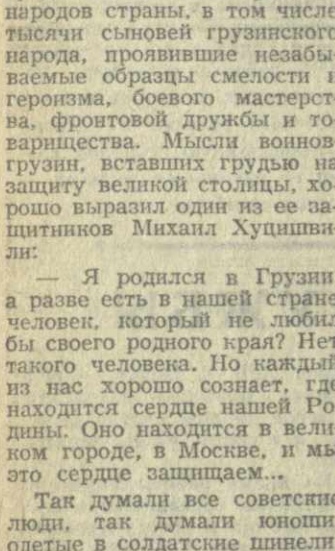 народов страны, в том числе
тысячи сыновей грузинского
народа, проявившие незабы-
ваемые образцы смелости и
героизма, боевого мастерст-
ва, фронтовой дружбы и то-
варищества. Мысли воинов-
грузин, вставших грудью на
защиту великой столицы, хо-
рошо выразил один из ее за-
щитников Михаил Хуцишви-
ли:
— Я родился в Грузии,
а разве есть в нашей стране
человек, который не любил
бы своего родного края? Нет
такого человека. Но каждый
из нас хорошо сознает, где
находится сердце нашей Ро-
дины. Оно находится в вели-
ком городе, в Москве, и мы
это сердце защищаем...
Так думали все советские
люди, так думали юноши,
одетые в солдатские шинели